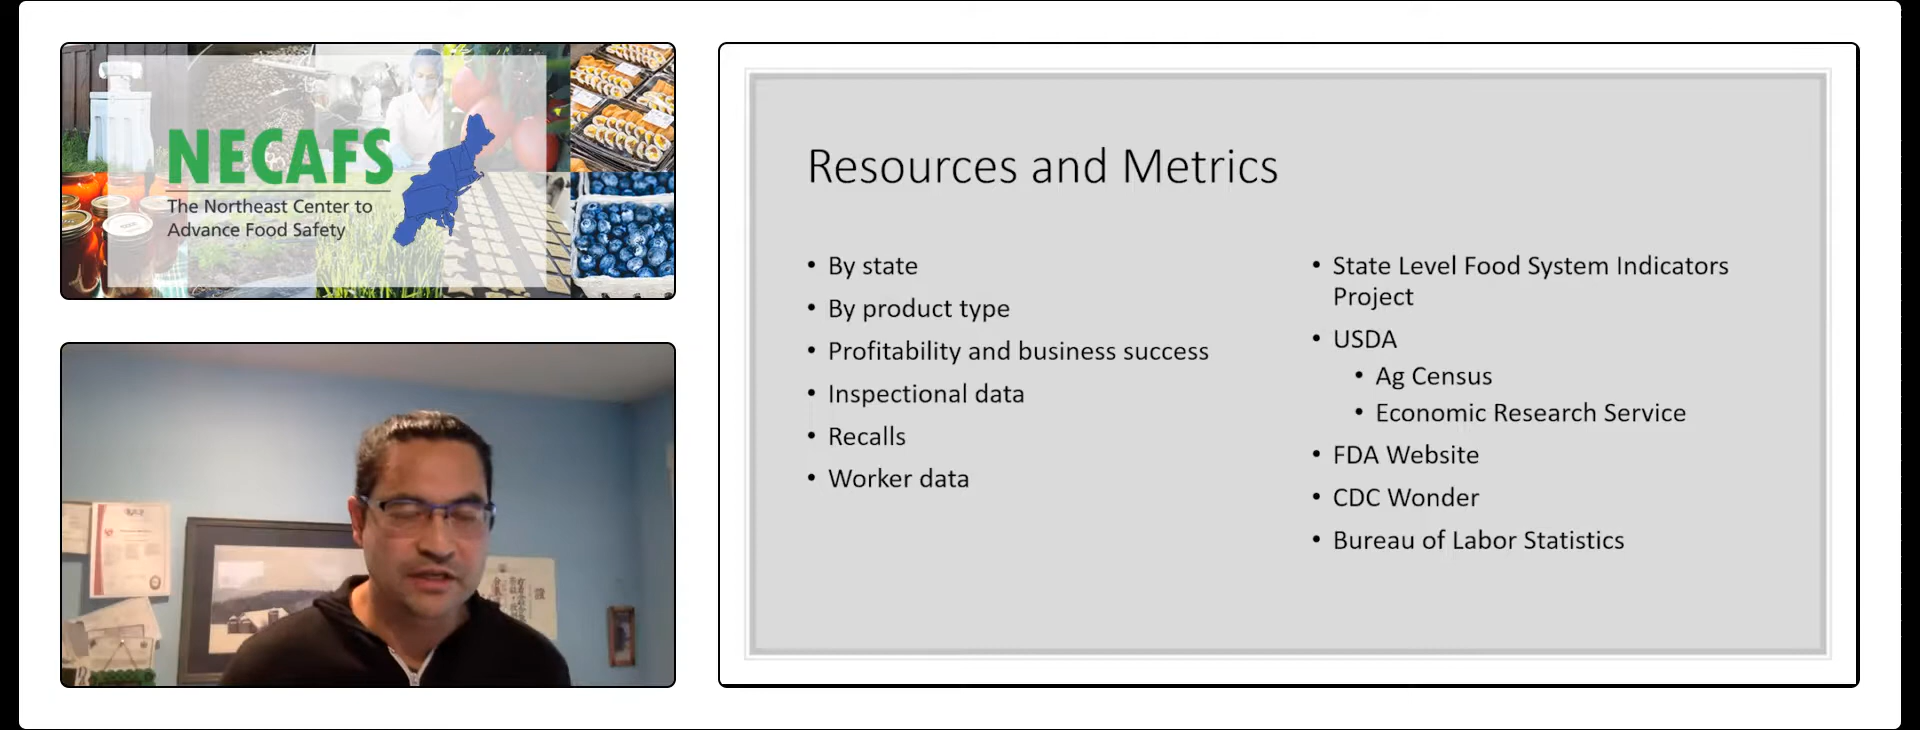 NECAFS
The Northeast Center to
Advance Food Safety
Resources and Metrics
• By state
• By product type
• Profitability and business success
• Inspectional data
• Recalls
• Worker data
• State Level Food System Indicators
Project
• USDA
• Ag Census
• Economic Research Service
• FDA Website
• CDC Wonder
• Bureau of Labor Statistics